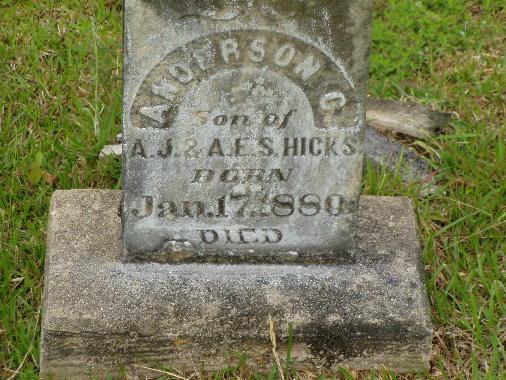 ANDERSON C.
Son of
A.J. & A.E.S. HICKS
BORN
Jan. 17. 1880.
DIED